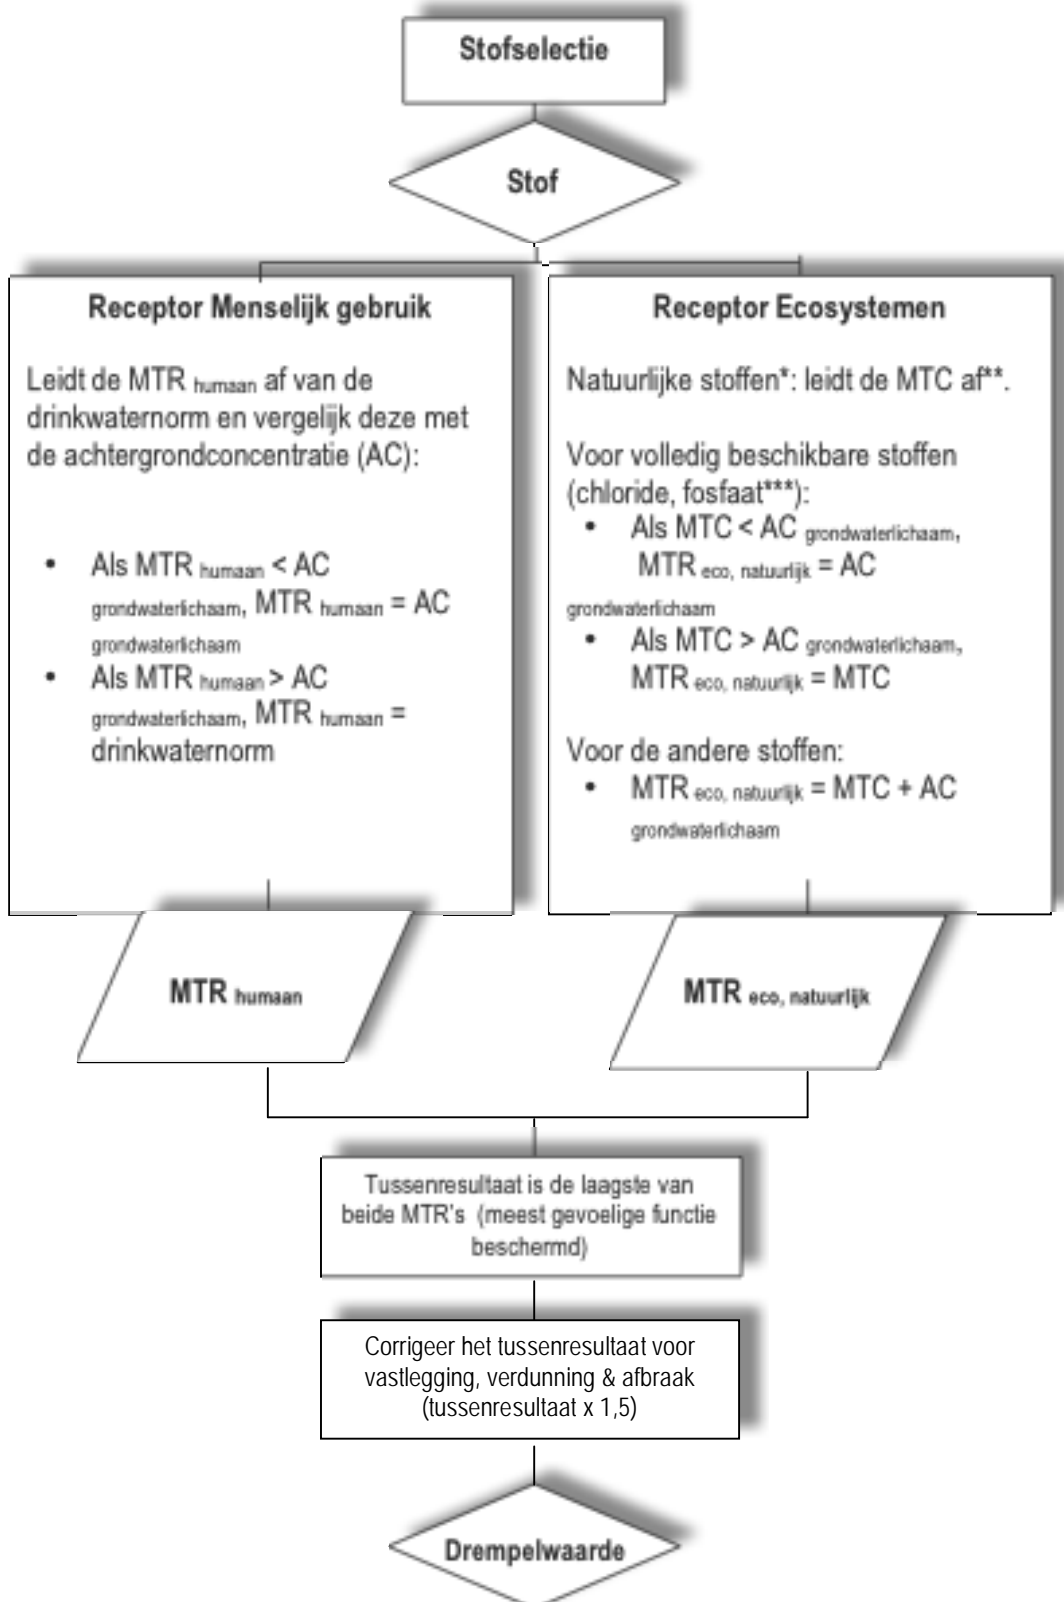 Stofselectie
Stof
Receptor Menselijk gebruik
Leidt de MTR humaan af van de
drinkwaternorm en vergelijk deze met
de achtergrondconcentratie (AC):
• Als MTR humaan < AC
grondwaterlichaam, MTR humaan = AC
grondwaterlichaam
• Als MTR humaan > AC
grondwaterlichaam, MTR humaan =
drinkwaternorm
Receptor Ecosystemen
Natuurlijke stoffen*: leidt de MTC af**.
Voor volledig beschikbare stoffen
(chloride, fosfaat***):
• Als MTC < AC grondwaterlichaam,
MTR eco, natuurlijk = AC
grondwaterlichaam
• Als MTC > AC grondwaterlichaam,
MTR eco, natuurlijk = MTC
Voor de andere stoffen:
• MTR eco, natuurlijk = MTC + AC
grondwaterlichaam
MTR humaan
MTR eco, natuurlijk
Tussenresultaat is de laagste van
beide MTR's (meest gevoelige functie
beschermd)
Corrigeer het tussenresultaat voor
vastlegging, verdunning & afbraak
(tussenresultaat x 1,5)
Drempelwaarde